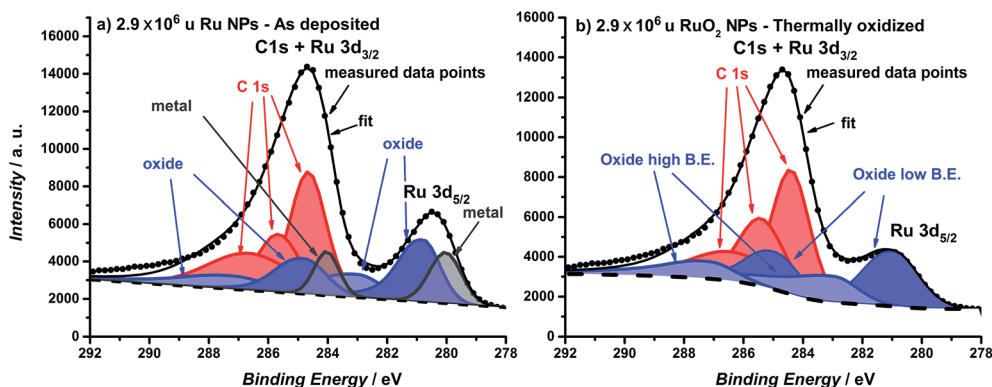 a) 2.9 × 10⁶ u Ru NPs - As deposited
C1s + Ru 3d₃/₂
measured data points
C 1s
metal
fit
oxide
oxide
Ru 3d₅/₂
metal
16000
14000
12000
10000
8000
6000
4000
2000
0
Intensity / a. u.
292 290 288 286 284 282 280 278
Binding Energy / eV
b) 2.9 × 10⁶ u RuO₂ NPs - Thermally oxidized
C1s + Ru 3d₃/₂
measured data points
C 1s
fit
Oxide high B.E.
Oxide low B.E.
Ru 3d₅/₂
16000
14000
12000
10000
8000
6000
4000
2000
0
292 290 288 286 284 282 280 278
Binding Energy / eV